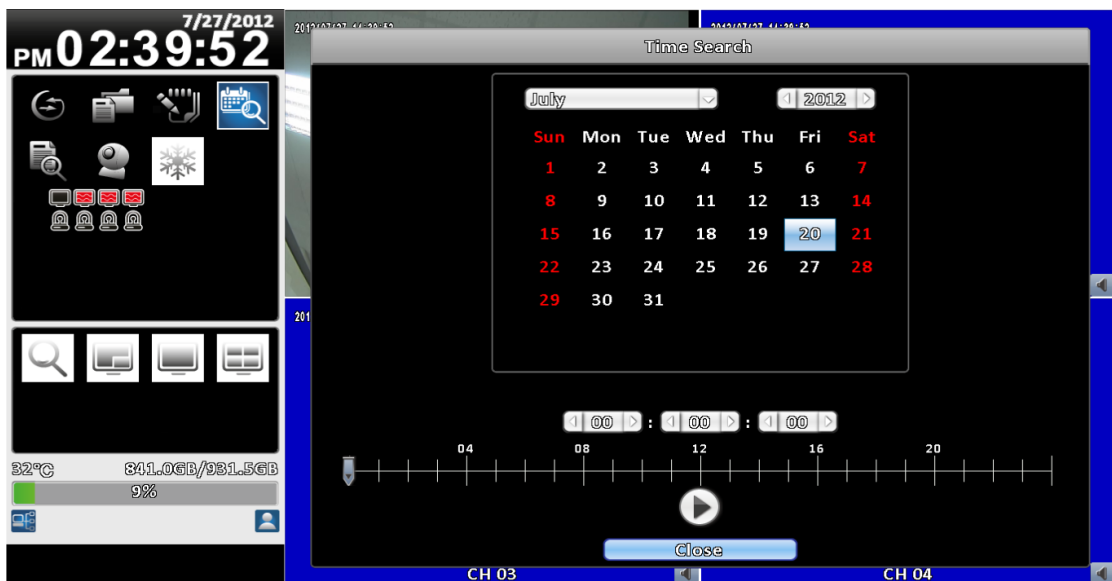 7/27/2012
PM 02:39:52
32°C 841.0GB/931.5GB
9%
Time Search
July 2012
Sun Mon Tue Wed Thu Fri Sat
1 2 3 4 5 6 7
8 9 10 11 12 13 14
15 16 17 18 19 20 21
22 23 24 25 26 27 28
29 30 31
00 : 00 : 00
04 08 12 16 20
Close
CH 03
CH 04